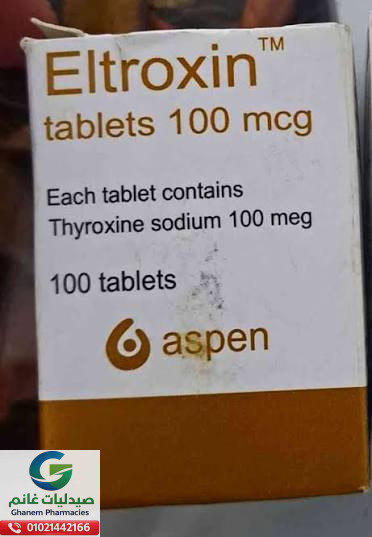 Eltroxin™
tablets 100 mcg
Each tablet contains
Thyroxine sodium 100 meg
100 tablets
aspen
صيدليات غانم
Ghanem Pharmacies
01021442166